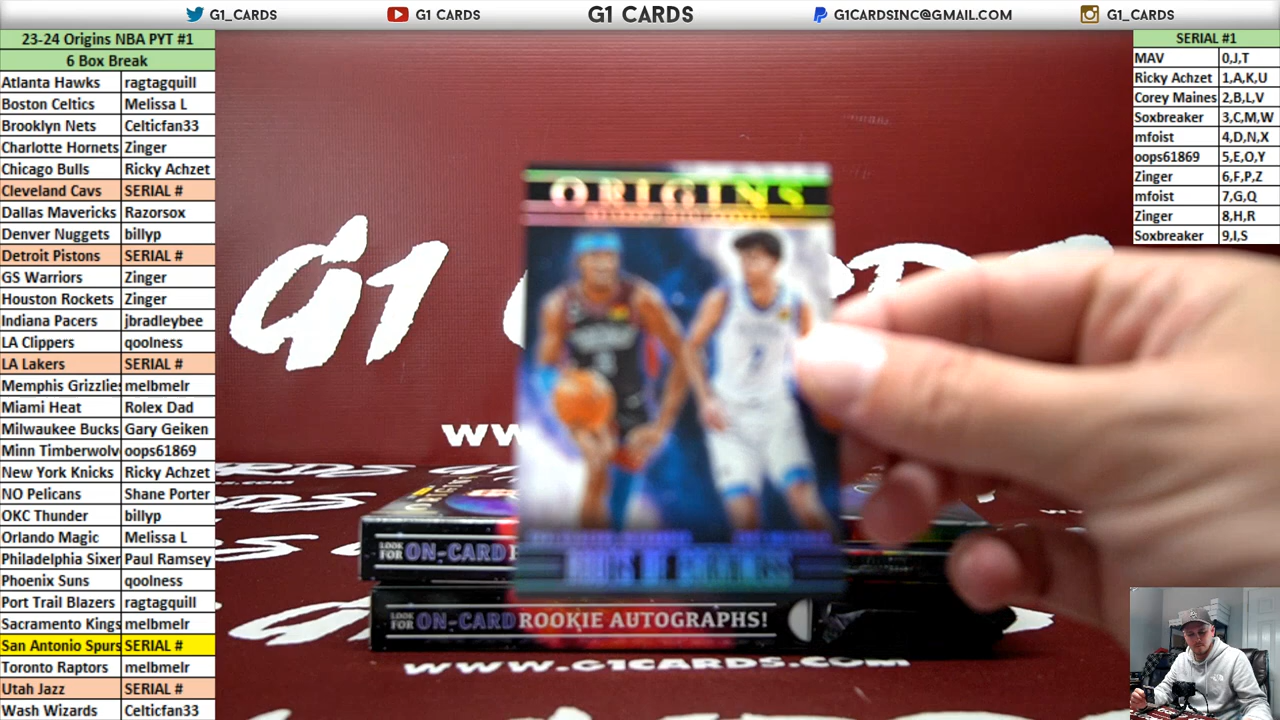 G1_CARDS
G1 CARDS
G1 CARDS
G1CARDSINC@GMAIL.COM
G1_CARDS
23-24 Origins NBA PYT #1
6 Box Break
Atlanta Hawks ragtagquill
Boston Celtics Melissa L
Brooklyn Nets Celticfan33
Charlotte Hornets Zinger
Chicago Bulls Ricky Achzet
Cleveland Cavs SERIAL #
Dallas Mavericks Razorsox
Denver Nuggets billyp
Detroit Pistons SERIAL #
GS Warriors Zinger
Houston Rockets Zinger
Indiana Pacers jbradleybee
LA Clippers qoolness
LA Lakers SERIAL #
Memphis Grizzlies melbmelr
Miami Heat Rolex Dad
Milwaukee Bucks Gary Geiken
Minn Timberwolv oops61869
New York Knicks Ricky Achzet
NO Pelicans Shane Porter
OKC Thunder billyp
Orlando Magic Melissa L
Philadelphia Sixer Paul Ramsey
Phoenix Suns qoolness
Port Trail Blazers ragtagquill
Sacramento Kings melbmelr
San Antonio Spurs SERIAL #
Toronto Raptors melbmelr
Utah Jazz SERIAL #
Wash Wizards Celticfan33
SERIAL #1
MAV 0,J,T
Ricky Achzet 1,A,K,U
Corey Maines 2,B,L,V
Soxbreaker 3,C,M,W
mfoist 4,D,N,X
oops61869 5,E,O,Y
Zinger 6,F,P,Z
mfoist 7,G,Q
Zinger 8,H,R
Soxbreaker 9,I,S
ORIGINS
G1
LOOK FOR ON-CARD
LOOK FOR ON-CARD ROOKIE AUTOGRAPHS!
WWW.G1CARDS.COM